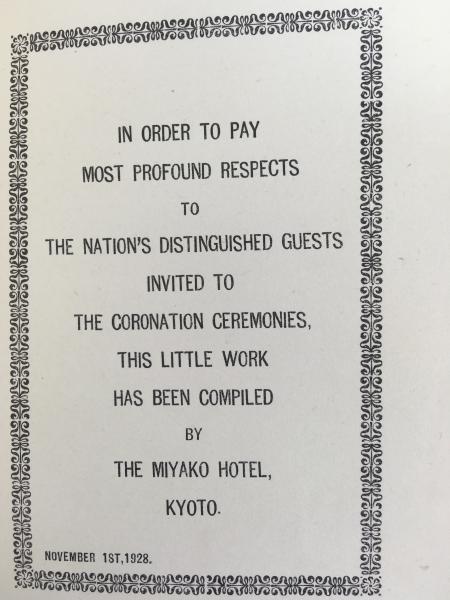 IN ORDER TO PAY
MOST PROFOUND RESPECTS
TO
THE NATION'S DISTINGUISHED GUESTS
INVITED TO
THE CORONATION CEREMONIES,
THIS LITTLE WORK
HAS BEEN COMPILED
BY
THE MIYAKO HOTEL,
KYOTO.
NOVEMBER 1ST,1928.